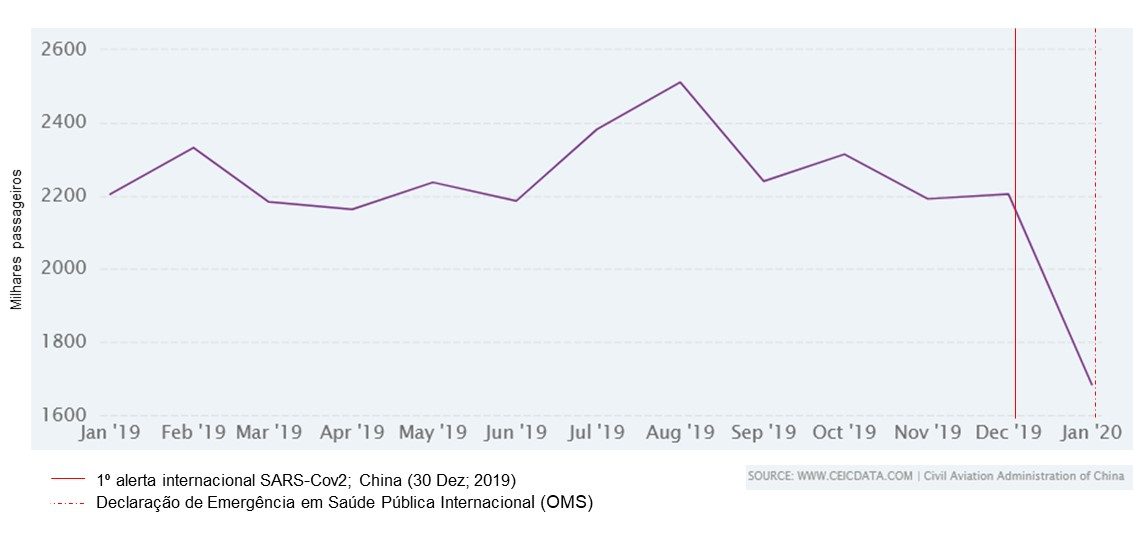 2600
2400
2200
2000
1800
1600
Milhares passageiros
Jan '19 Feb '19 Mar '19 Apr '19 May '19 Jun '19 Jul '19 Aug '19 Sep '19 Oct '19 Nov '19 Dec '19 Jan '20
1º alerta internacional SARS-Cov2; China (30 Dez; 2019)
Declaração de Emergência em Saúde Pública Internacional (OMS)
SOURCE: WWW.CEICDATA.COM | Civil Aviation Administration of China